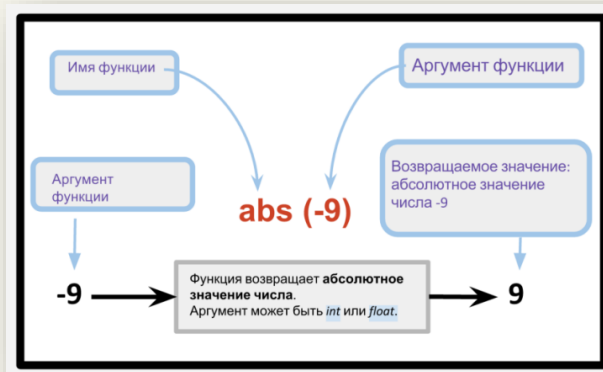 Имя функции
Аргумент функции
Аргумент
функции
Возвращаемое значение:
абсолютное значение
числа -9
abs (-9)
-9
Функция возвращает абсолютное
значение числа.
Аргумент может быть int или float.
9